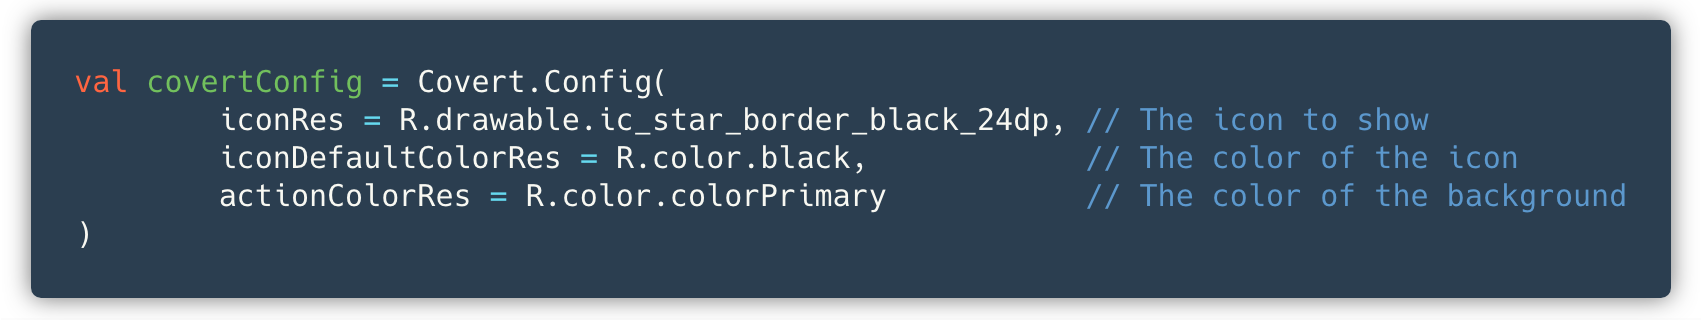 val covertConfig = Covert.Config(
        iconRes = R.drawable.ic_star_border_black_24dp, // The icon to show
        iconDefaultColorRes = R.color.black,            // The color of the icon
        actionColorRes = R.color.colorPrimary           // The color of the background
)